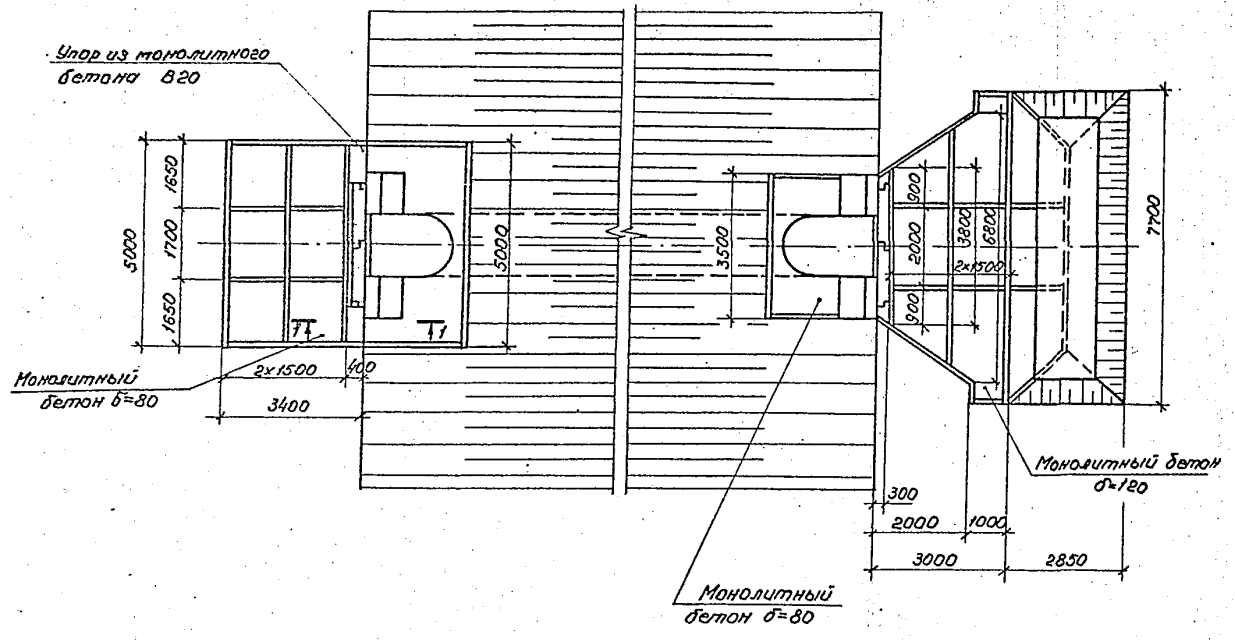 Упор из монолитного
бетона В20
5000
1650
1700
1650
1
1
5000
Монолитный
бетон б=80
2×1500
400
3400
3500
900
2000
900
3800
6800
2×1500
7700
Монолитный бетон
б=120
300
2000
1000
3000
2850
Монолитный
бетон б=80